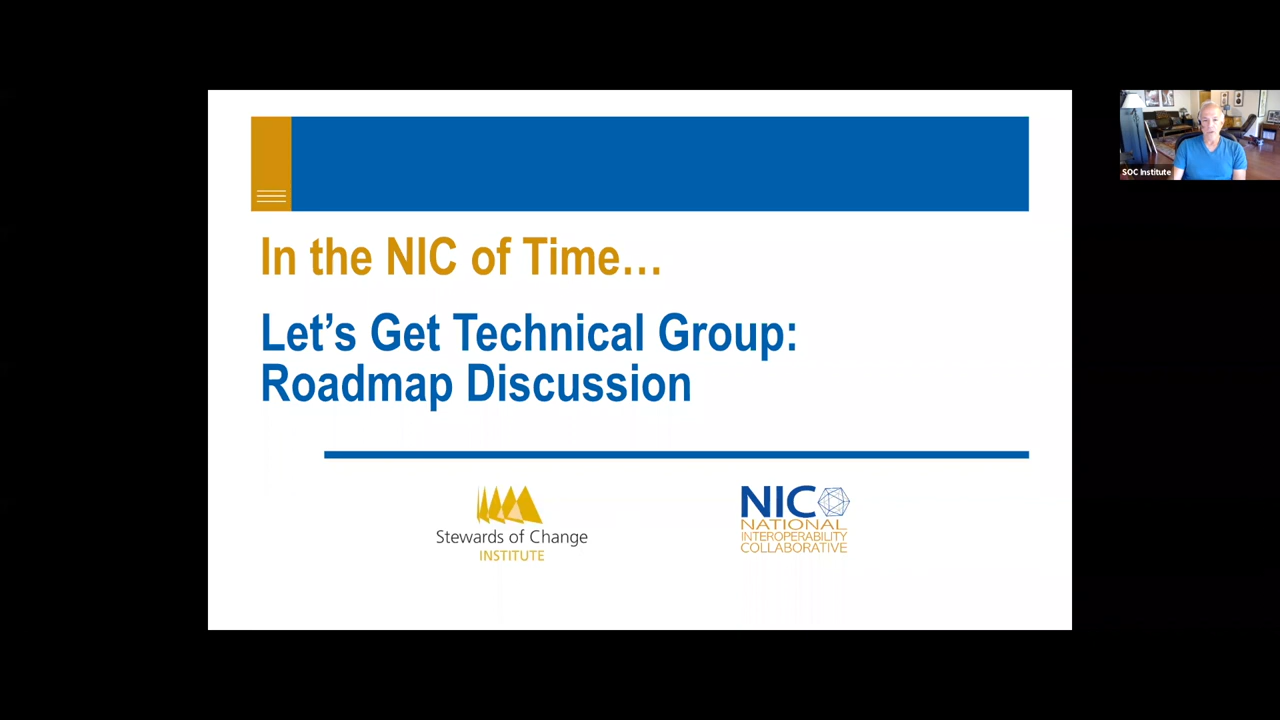 In the NIC of Time…
Let's Get Technical Group:
Roadmap Discussion
Stewards of Change
INSTITUTE
NIC
NATIONAL
INTEROPERABILITY
COLLABORATIVE
SOC Institute